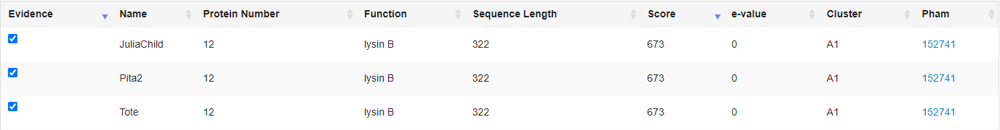 Evidence Name Protein Number Function Sequence Length Score e-value Cluster Pham
JuliaChild 12 lysin B 322 673 0 A1 152741
Pita2 12 lysin B 322 673 0 A1 152741
Tote 12 lysin B 322 673 0 A1 152741